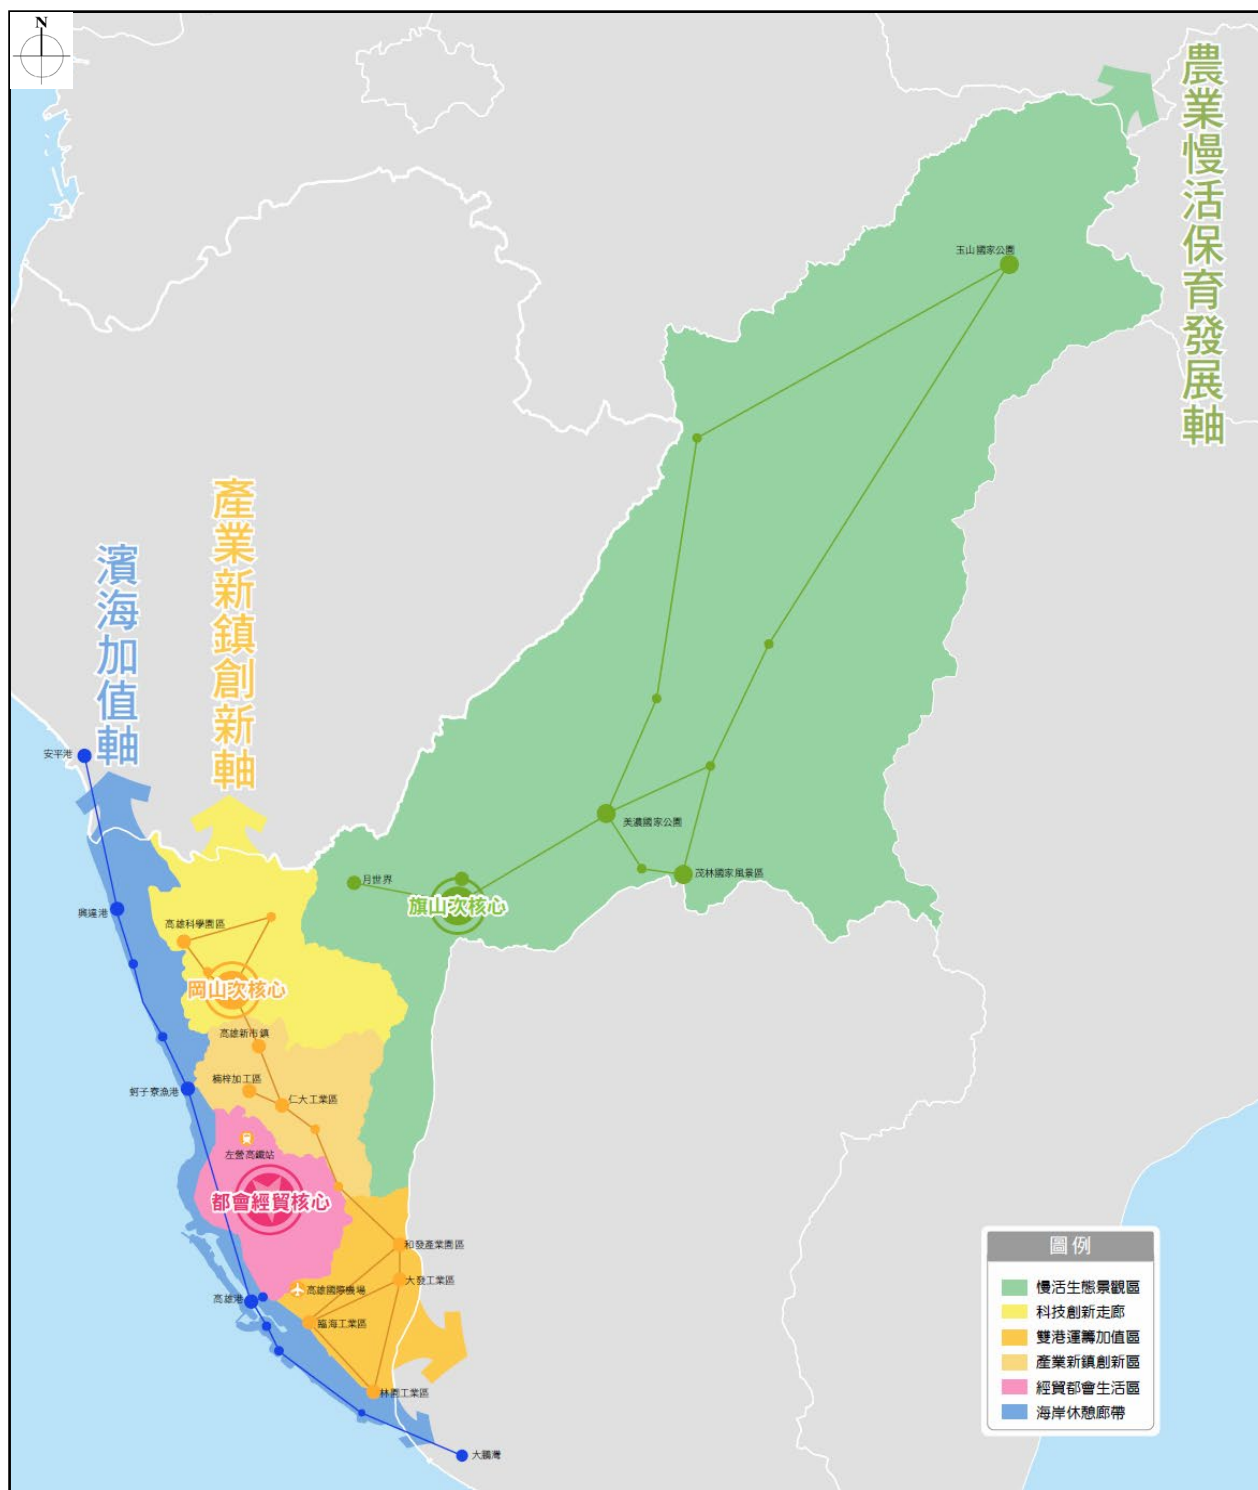 N
農業慢活保育發展軸
玉山國家公園
產業新鎮創新軸
濱海加值軸
安平港
美濃國家公園
茂林國家風景區
月世界
旗山次核心
興達港
高雄科學園區
岡山次核心
高雄新市鎮
楠梓加工區
蚵子寮漁港
仁大工業區
左營高鐵站
都會經貿核心
和發產業園區
大發工業區
高雄國際機場
高雄港
臨海工業區
林園工業區
大鵬灣
圖例
慢活生態景觀區
科技創新走廊
雙港運籌加值區
產業新鎮創新區
經貿都會生活區
海岸休憩廊帶